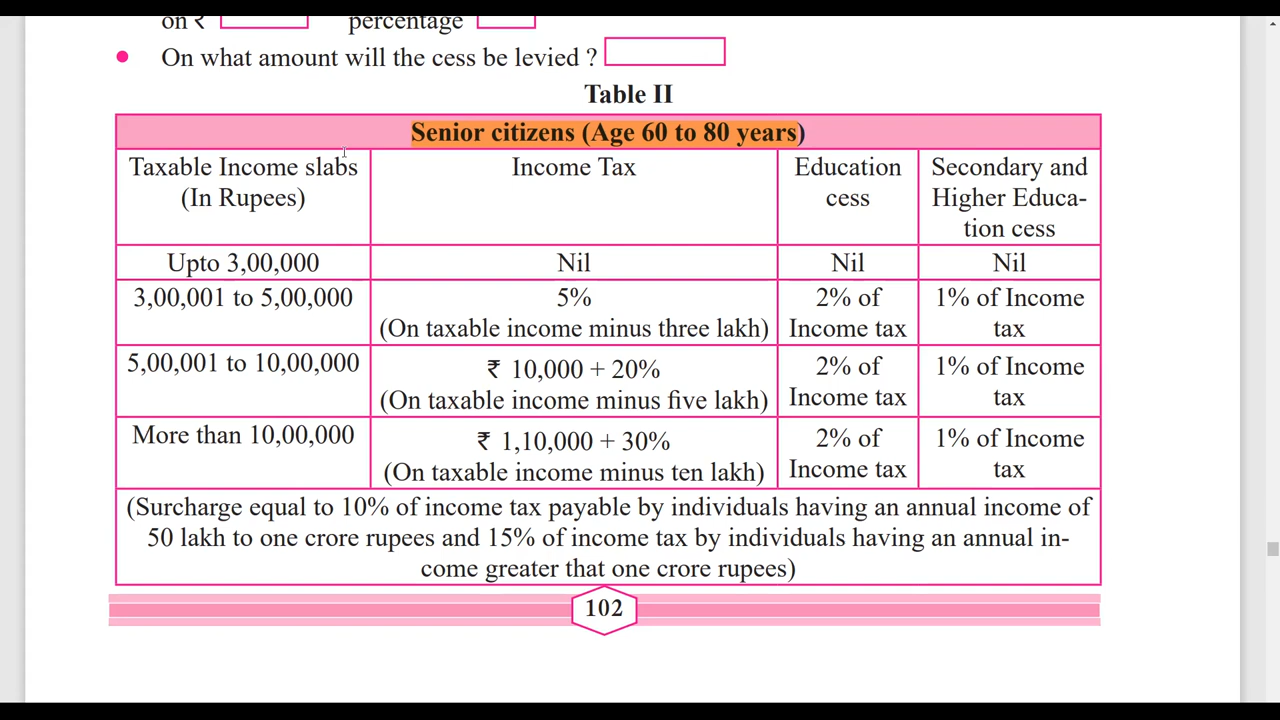 on ₹ percentage
On what amount will the cess be levied ?
Table II
Senior citizens (Age 60 to 80 years)
Taxable Income slabs
(In Rupees)
Income Tax
Education
cess
Secondary and
Higher Educa-
tion cess
Upto 3,00,000
Nil
Nil
Nil
3,00,001 to 5,00,000
5%
(On taxable income minus three lakh)
2% of
Income tax
1% of Income
tax
5,00,001 to 10,00,000
₹ 10,000 + 20%
(On taxable income minus five lakh)
2% of
Income tax
1% of Income
tax
More than 10,00,000
₹ 1,10,000 + 30%
(On taxable income minus ten lakh)
2% of
Income tax
1% of Income
tax
(Surcharge equal to 10% of income tax payable by individuals having an annual income of
50 lakh to one crore rupees and 15% of income tax by individuals having an annual in-
come greater that one crore rupees)
102